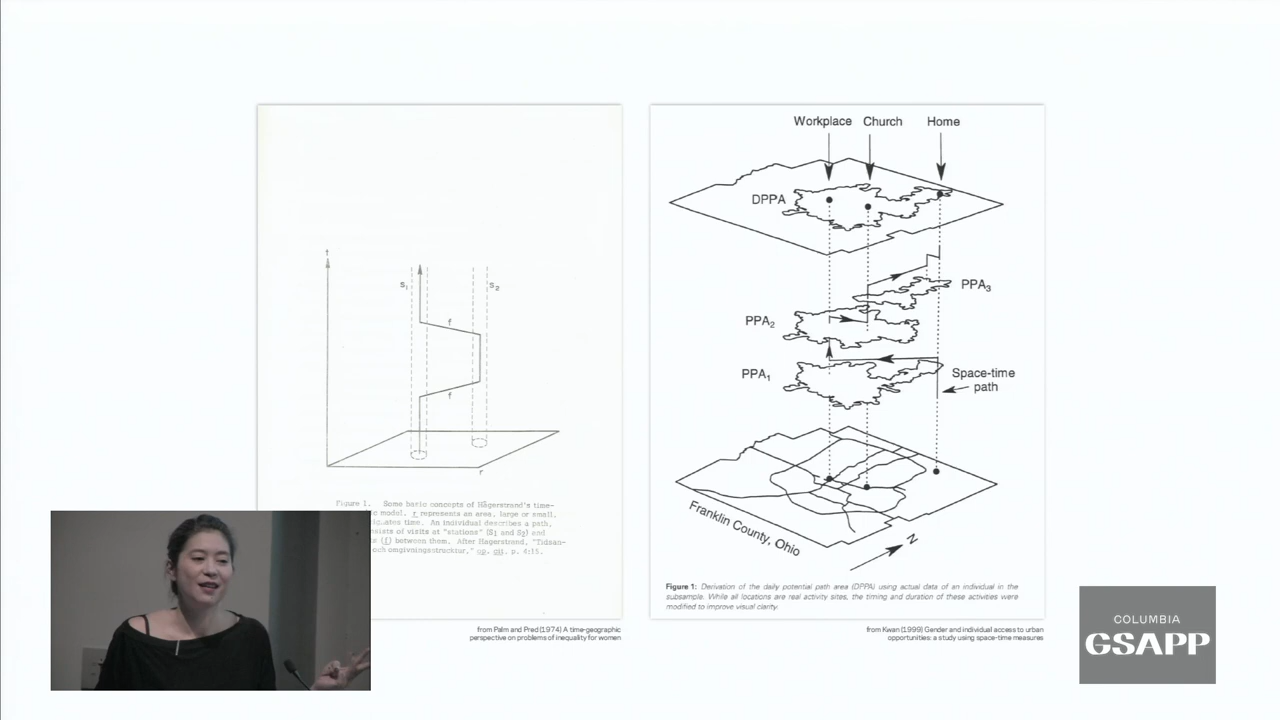 t
S1
S2
f
f
r
Figure 1. Some basic concepts of Hägerstrand's time-
model. r represents an area, large or small,
time. An individual describes a path,
of visits at "stations" (S1 and S2) and
(f) between them. After Hagerstrand, "Tidsan-
och omgivningsstruktur," op. cit. p. 4:15.
from Palm and Pred (1974) A time-geographic
perspective on problems of inequality for women
Workplace Church Home
DPPA
PPA3
PPA2
PPA1
Space-time
path
Franklin County, Ohio
N
Figure 1: Derivation of the daily potential path area (DPPA) using actual data of an individual in the
subsample. While all locations are real activity sites, the timing and duration of these activities were
modified to improve visual clarity.
from Kwan (1999) Gender and individual access to urban
opportunities: a study using space-time measures
COLUMBIA
GSAPP